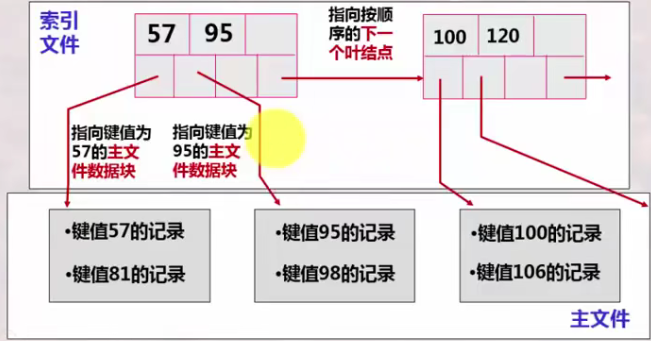 索引
文件
57 95
指向按顺
序的下一
个叶结点
100 120
指向键值为
57的主文
件数据块
指向键值为
95的主文
件数据块
•键值57的记录
•键值81的记录
•键值95的记录
•键值98的记录
•键值100的记录
•键值106的记录
主文件